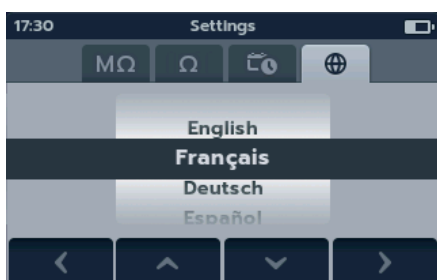 17:30 Settings
MΩ Ω
English
Français
Deutsch
Español